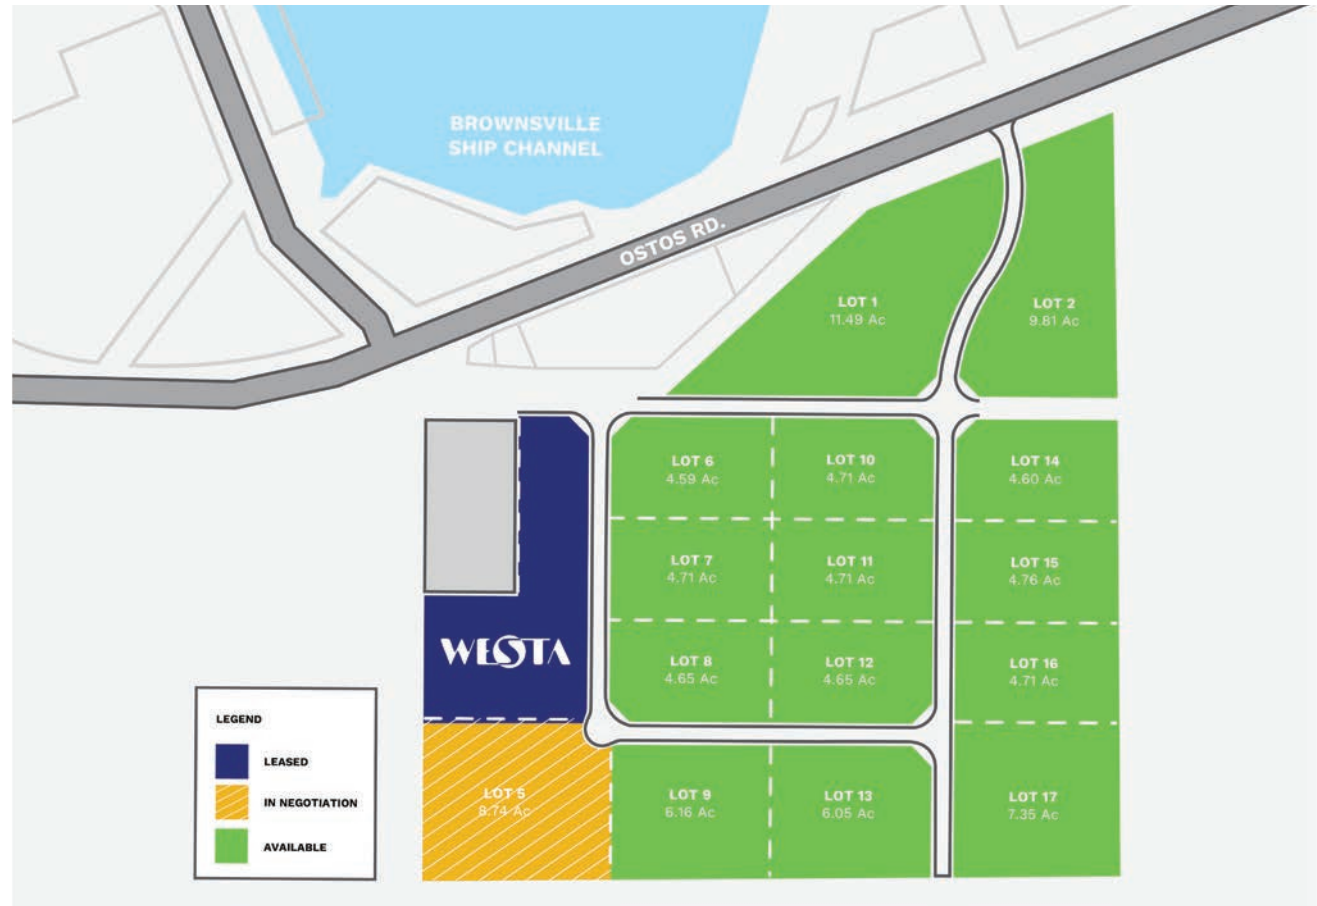 BROWNSVILLE
SHIP CHANNEL
OSTOS RD.
LOT 1
11.49 Ac
LOT 2
9.81 Ac
LOT 6
4.59 Ac
LOT 10
4.71 Ac
LOT 14
4.60 Ac
LOT 7
4.71 Ac
LOT 11
4.71 Ac
LOT 15
4.76 Ac
WESTA
LOT 8
4.65 Ac
LOT 12
4.65 Ac
LOT 16
4.71 Ac
LEGEND
LEASED
IN NEGOTIATION
AVAILABLE
LOT 5
8.74 Ac
LOT 9
6.16 Ac
LOT 13
6.05 Ac
LOT 17
7.35 Ac